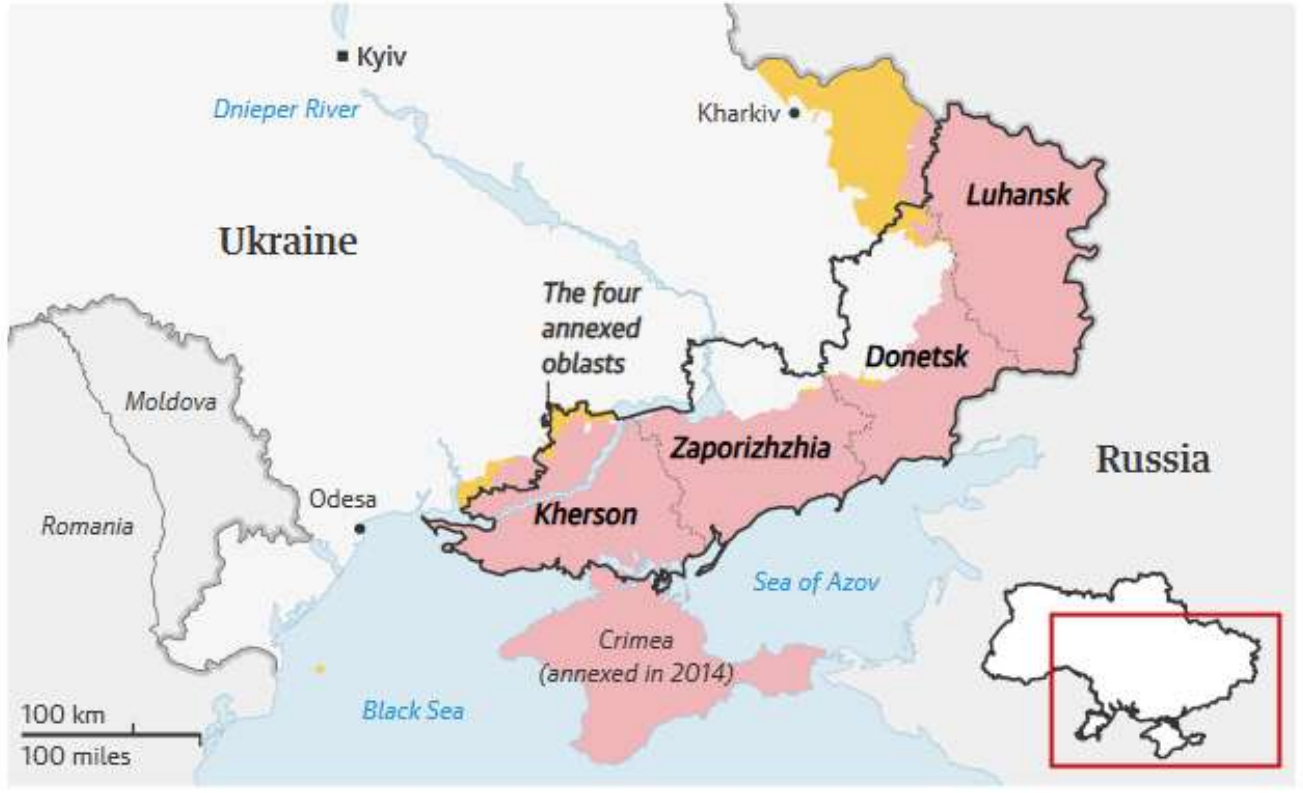 Kyiv
Dnieper River
Kharkiv
Luhansk
Ukraine
The four
annexed
oblasts
Donetsk
Moldova
Zaporizhzhia
Russia
Odesa
Kherson
Romania
Sea of Azov
Crimea
(annexed in 2014)
Black Sea
100 km
100 miles